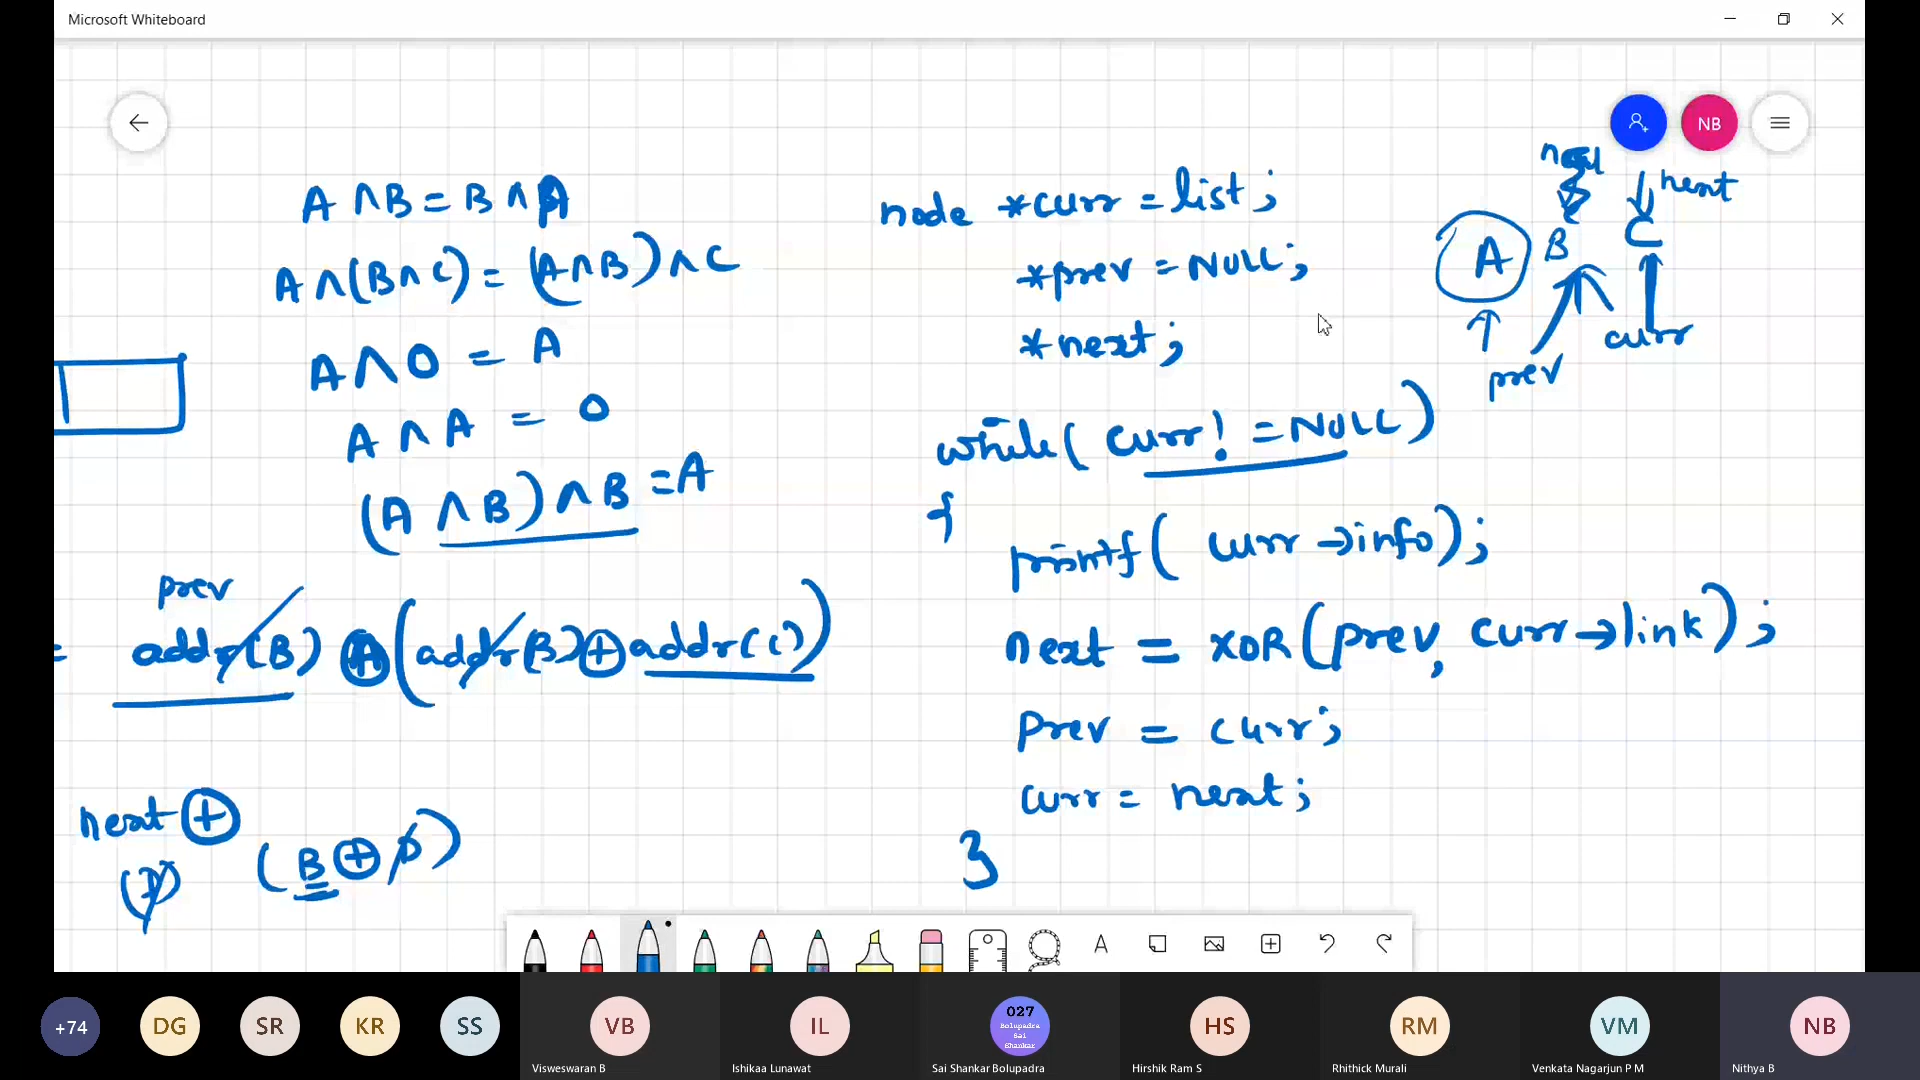 Microsoft Whiteboard
NB
A ∧ B = B ∧ A
A ∧ (B ∧ C) = (A ∧ B) ∧ C
A ∧ 0 = A
A ∧ A = 0
(A ∧ B) ∧ B = A
prev
= addr(B) ⊕ (addr(B) ⊕ addr(C))
next ⊕
(B ⊕
node *curr = list;
*prev = NULL;
*next;
while( curr! = NULL)
{
printf( curr → info);
next = XOR(prev, curr → link);
prev = curr;
curr = next;
}
next
A B C
prev
curr
+74
DG
SR
KR
SS
VB
Visweswaran B
IL
Ishikaa Lunawat
027
Bolupadra
Sai
Shankar
Sai Shankar Bolupadra
HS
Hirshik Ram S
RM
Rhithick Murali
VM
Venkata Nagarjun P M
NB
Nithya B